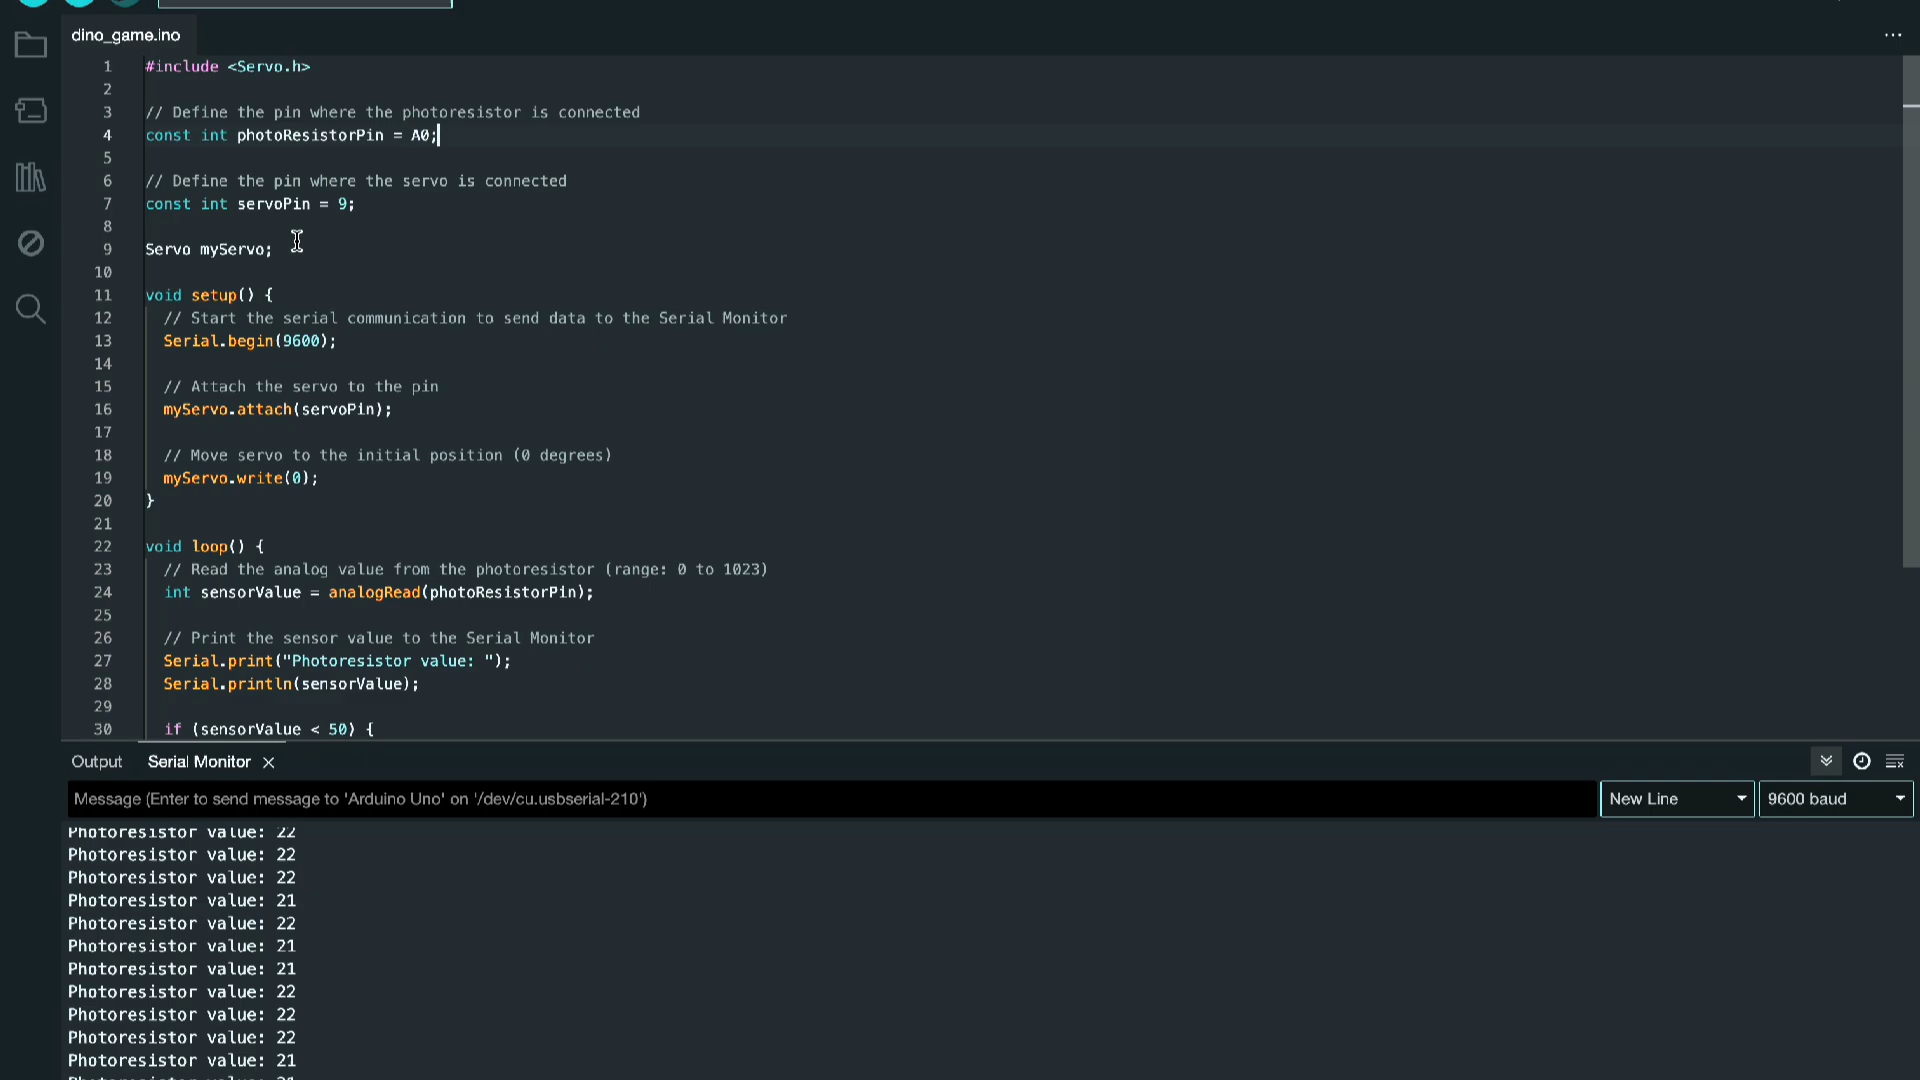 dino_game.ino
...
1 #include <Servo.h>
2
3 // Define the pin where the photoresistor is connected
4 const int photoResistorPin = A0;
5
6 // Define the pin where the servo is connected
7 const int servoPin = 9;
8
9 Servo myServo;
10
11 void setup() {
12 // Start the serial communication to send data to the Serial Monitor
13 Serial.begin(9600);
14
15 // Attach the servo to the pin
16 myServo.attach(servoPin);
17
18 // Move servo to the initial position (0 degrees)
19 myServo.write(0);
20 }
21
22 void loop() {
23 // Read the analog value from the photoresistor (range: 0 to 1023)
24 int sensorValue = analogRead(photoResistorPin);
25
26 // Print the sensor value to the Serial Monitor
27 Serial.print("Photoresistor value: ");
28 Serial.println(sensorValue);
29
30 if (sensorValue < 50) {
Output Serial Monitor
Message (Enter to send message to 'Arduino Uno' on '/dev/cu.usbserial-210') New Line 9600 baud
Photoresistor value: 22
Photoresistor value: 22
Photoresistor value: 22
Photoresistor value: 21
Photoresistor value: 22
Photoresistor value: 21
Photoresistor value: 21
Photoresistor value: 22
Photoresistor value: 22
Photoresistor value: 22
Photoresistor value: 21